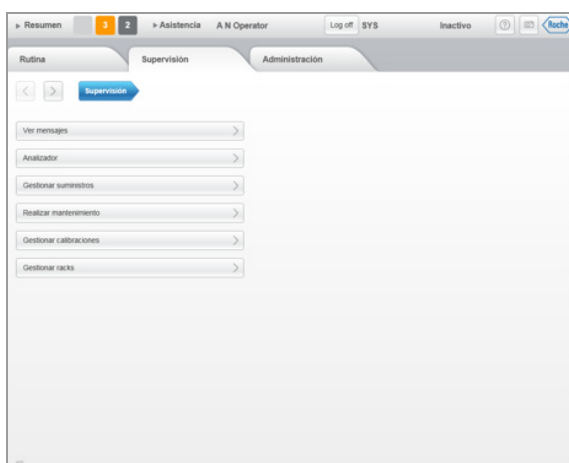 Resumen 3 2 Asistencia A N Operator Log off SYS Inactivo ? Roche
Rutina Supervisión Administración
Supervisión
Ver mensajes
Analizador
Gestionar suministros
Realizar mantenimiento
Gestionar calibraciones
Gestionar racks